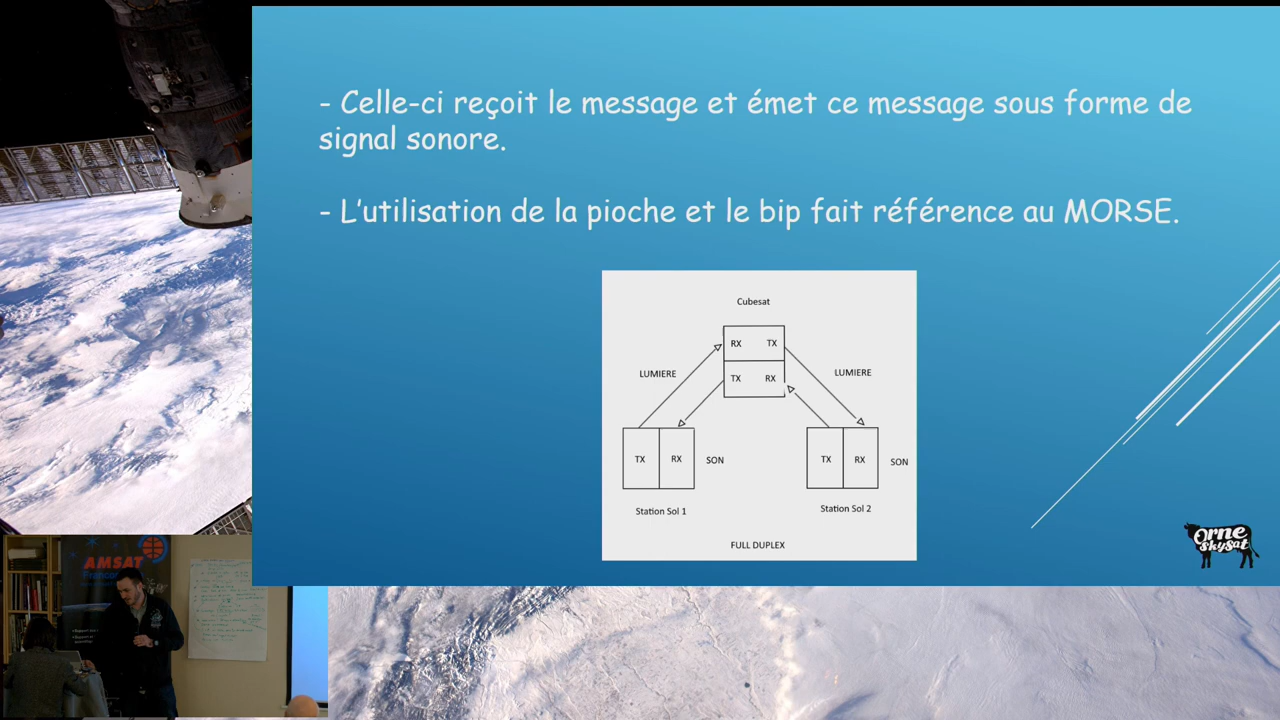 - Celle-ci reçoit le message et émet ce message sous forme de
signal sonore.
- L'utilisation de la pioche et le bip fait référence au MORSE.
Cubesat
RX TX
LUMIERE
LUMIERE
TX RX
TX RX SON
TX RX SON
Station Sol 1
Station Sol 2
FULL DUPLEX
Orne
SkySat
AMSAT